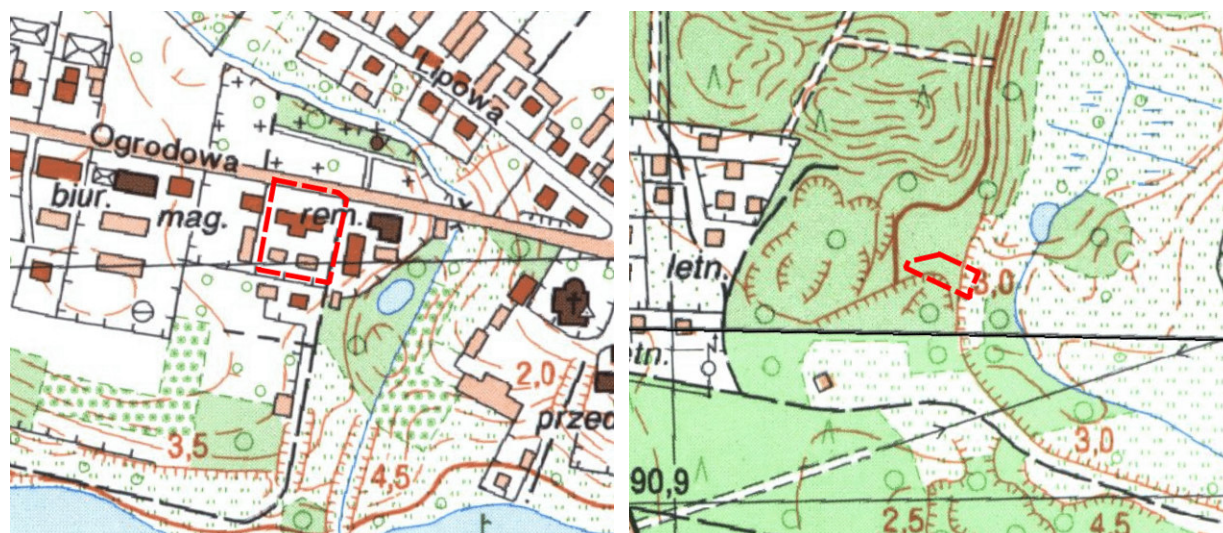 Lipowa
Ogrodowa
biur.
mag.
rem.
2,0
przed
3,5
4,5
letn.
3,0
etn.
3,0
90,9
2,5
4,5